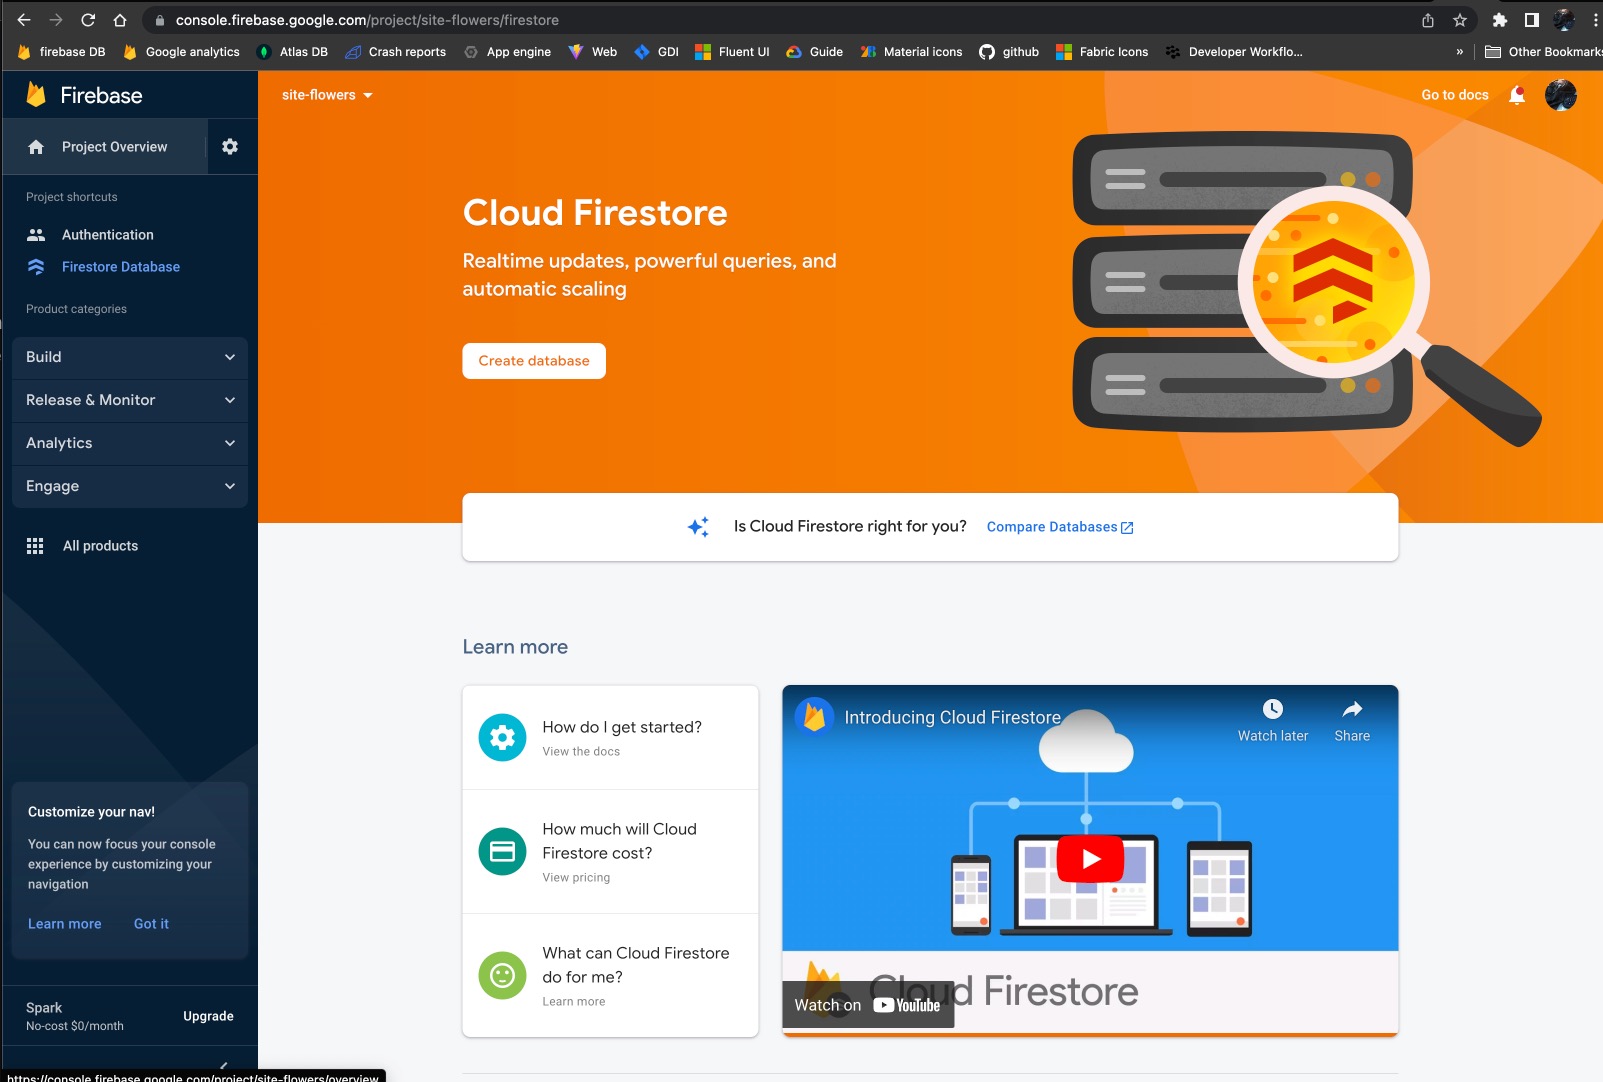 console.firebase.google.com/project/site-flowers/firestore
firebase DB Google analytics Atlas DB Crash reports App engine Web GDI Fluent UI Guide Material icons github Fabric Icons Developer Workflo... » Other Bookmarks
Firebase
site-flowers
Go to docs
Project Overview
Project shortcuts
Authentication
Firestore Database
Product categories
Build
Release & Monitor
Analytics
Engage
All products
Customize your nav!
You can now focus your console
experience by customizing your
navigation
Learn more Got it
Spark
No-cost $0/month
Upgrade
https://console.firebase.google.com/project/site-flowers/overview
Cloud Firestore
Realtime updates, powerful queries, and
automatic scaling
Create database
Is Cloud Firestore right for you? Compare Databases
Learn more
How do I get started?
View the docs
How much will Cloud
Firestore cost?
View pricing
What can Cloud Firestore
do for me?
Learn more
Introducing Cloud Firestore
Watch later
Share
Cloud Firestore
Watch on YouTube